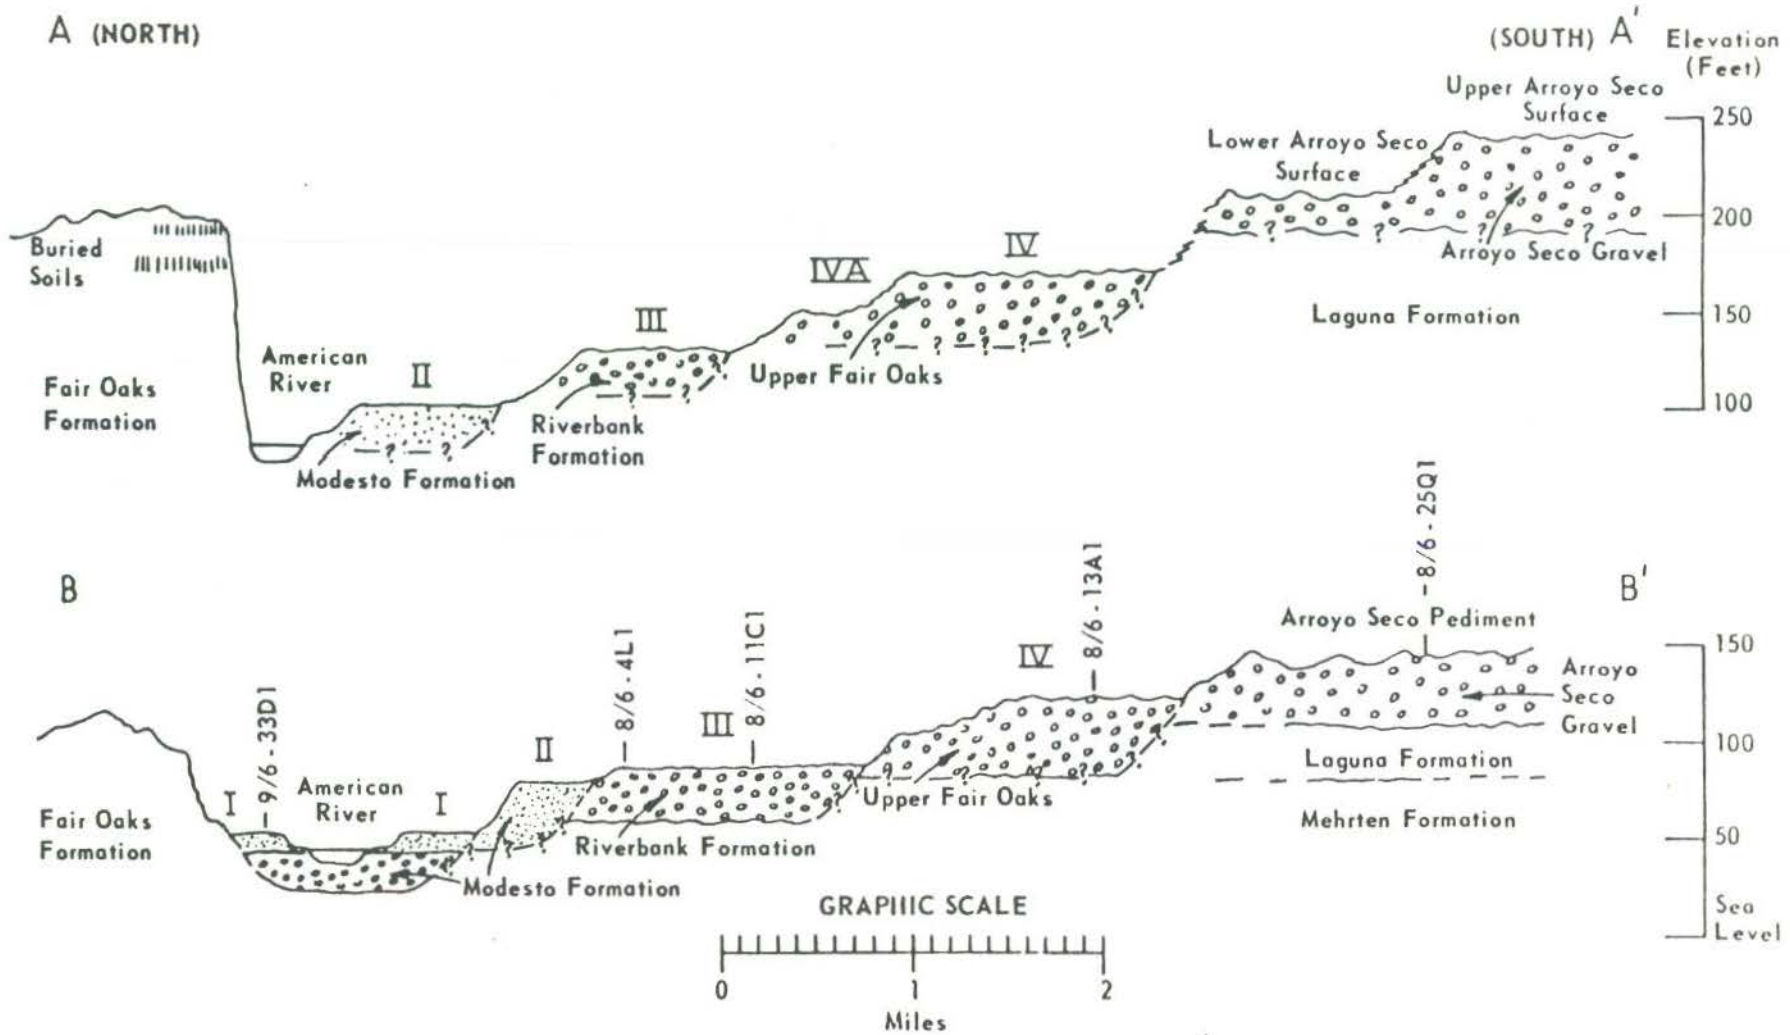 A (NORTH)
(SOUTH) A'
Elevation
(Feet)
Upper Arroyo Seco
Surface
250
Lower Arroyo Seco
Surface
200
Buried
Soils
IV
IVA
Arroyo Seco Gravel
? ? ? ?
III
Laguna Formation
150
American
River
II
? ? ? ? ? ? ?
Upper Fair Oaks
Fair Oaks
Formation
100
? ? ?
Riverbank
Formation
? ? ?
Modesto Formation
B
B'
8/6 - 25Q1
8/6 - 13A1
8/6 - 4L1
8/6 - 11C1
9/6 - 33D1
Arroyo Seco Pediment
150
IV
Arroyo
Seco
Gravel
III
II
100
Laguna Formation
I
American
River
I
Upper Fair Oaks
Fair Oaks
Formation
Mehrten Formation
50
Riverbank Formation
Modesto Formation
GRAPHIC SCALE
0 1 2
Miles
Sea
Level